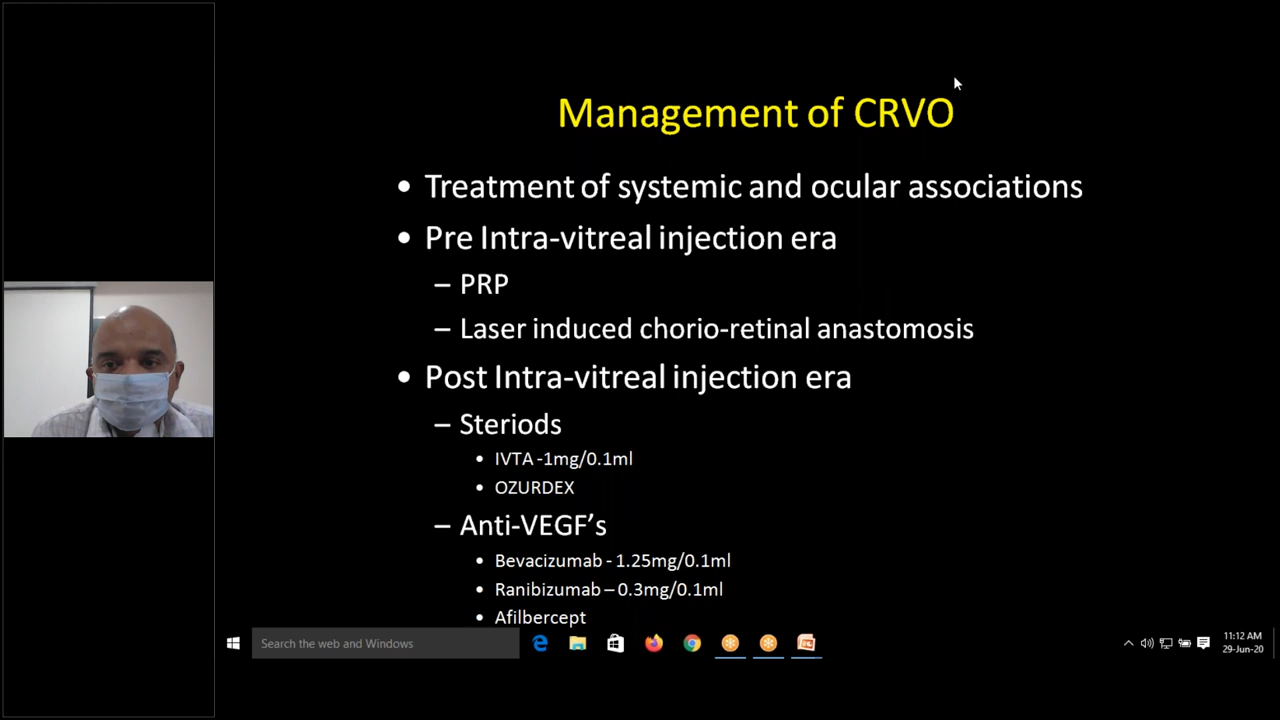 Management of CRVO
• Treatment of systemic and ocular associations
• Pre Intra-vitreal injection era
– PRP
– Laser induced chorio-retinal anastomosis
• Post Intra-vitreal injection era
– Steriods
• IVTA -1mg/0.1ml
• OZURDEX
– Anti-VEGF’s
• Bevacizumab - 1.25mg/0.1ml
• Ranibizumab – 0.3mg/0.1ml
• Afilbercept
Search the web and Windows
11:12 AM
29-Jun-20